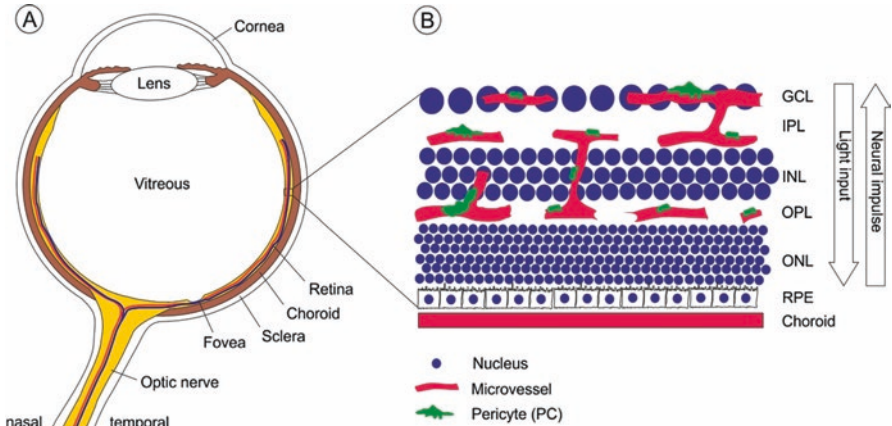 A
Cornea
Lens
Vitreous
Retina
Choroid
Sclera
Fovea
Optic nerve
nasal
temporal
B
GCL
IPL
INL
OPL
ONL
RPE
Choroid
Light input
Neural impulse
Nucleus
Microvessel
Pericyte (PC)